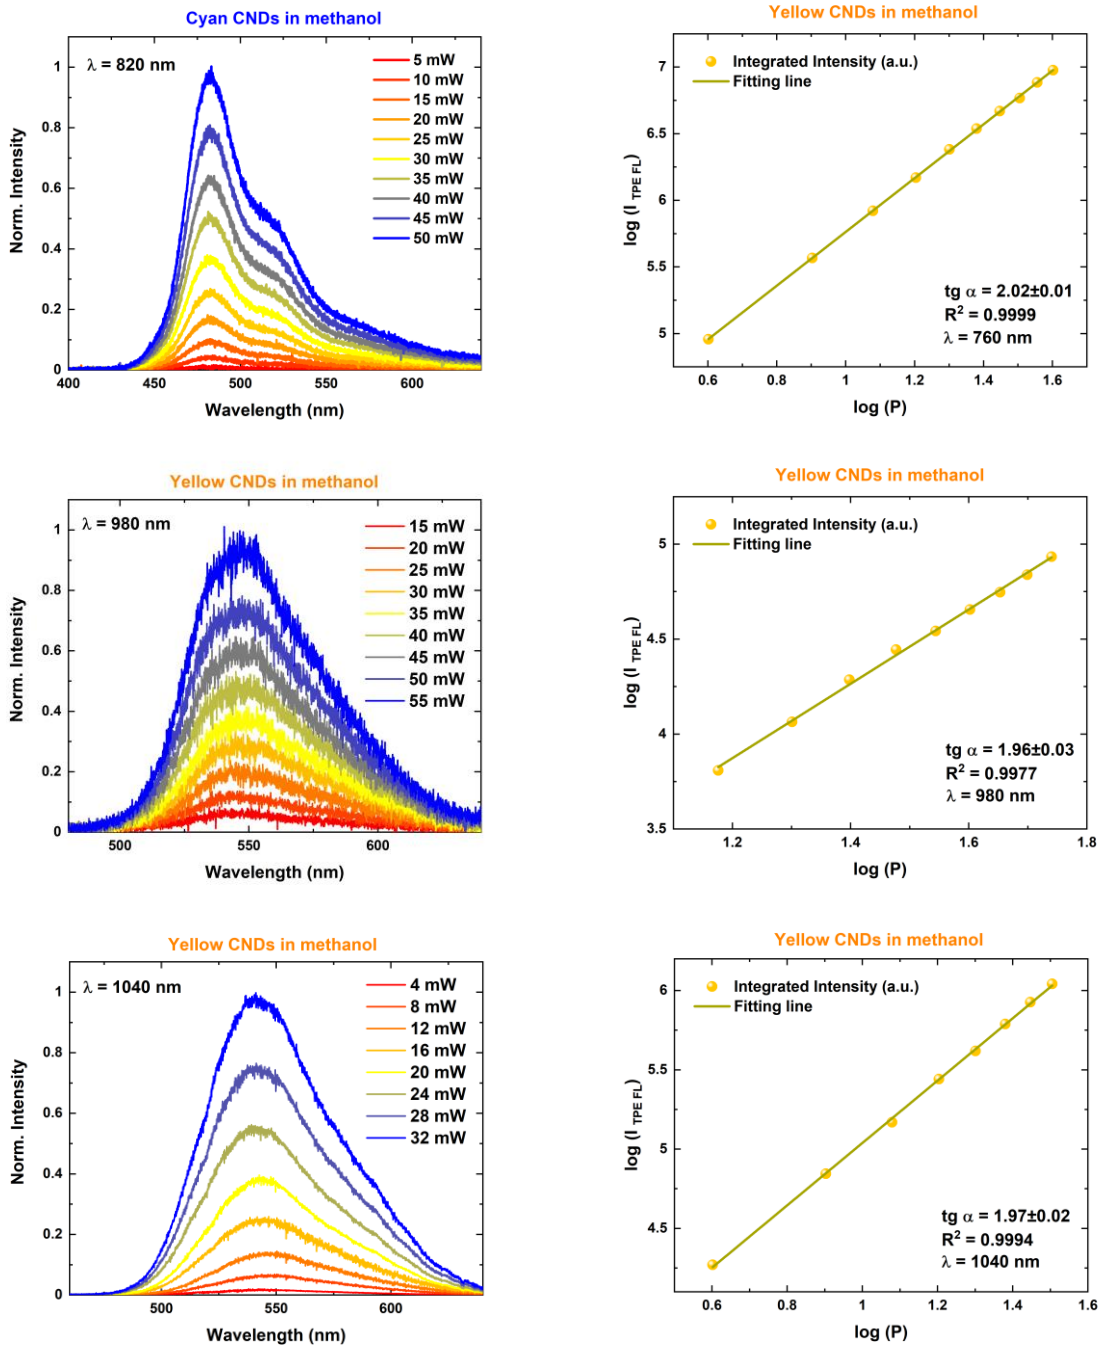 Cyan CNDs in methanol
λ = 820 nm
5 mW
10 mW
15 mW
20 mW
25 mW
30 mW
35 mW
40 mW
45 mW
50 mW
1
0.8
0.6
0.4
0.2
0
400 450 500 550 600
Norm. Intensity
Wavelength (nm)
Yellow CNDs in methanol
Integrated Intensity (a.u.)
Fitting line
7
6.5
6
5.5
5
0.6 0.8 1 1.2 1.4 1.6
log (I TPE FL)
log (P)
tg α = 2.02±0.01
R² = 0.9999
λ = 760 nm
Yellow CNDs in methanol
λ = 980 nm
15 mW
20 mW
25 mW
30 mW
35 mW
40 mW
45 mW
50 mW
55 mW
1
0.8
0.6
0.4
0.2
0
500 550 600
Norm. Intensity
Wavelength (nm)
Yellow CNDs in methanol
Integrated Intensity (a.u.)
Fitting line
5
4.5
4
3.5
1.2 1.4 1.6 1.8
log (I TPE FL)
log (P)
tg α = 1.96±0.03
R² = 0.9977
λ = 980 nm
Yellow CNDs in methanol
λ = 1040 nm
4 mW
8 mW
12 mW
16 mW
20 mW
24 mW
28 mW
32 mW
1
0.8
0.6
0.4
0.2
0
500 550 600
Norm. Intensity
Wavelength (nm)
Yellow CNDs in methanol
Integrated Intensity (a.u.)
Fitting line
6
5.5
5
4.5
0.6 0.8 1 1.2 1.4 1.6
log (I TPE FL)
log (P)
tg α = 1.97±0.02
R² = 0.9994
λ = 1040 nm